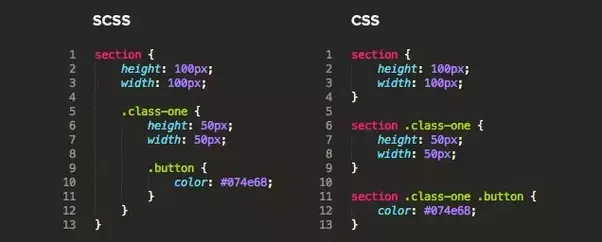 SCSS
1 section {
2     height: 100px;
3     width: 100px;
4
5     .class-one {
6         height: 50px;
7         width: 50px;
8
9         .button {
10             color: #074e68;
11         }
12     }
13 }
CSS
1 section {
2     height: 100px;
3     width: 100px;
4 }
5
6 section .class-one {
7     height: 50px;
8     width: 50px;
9 }
10
11 section .class-one .button {
12     color: #074e68;
13 }